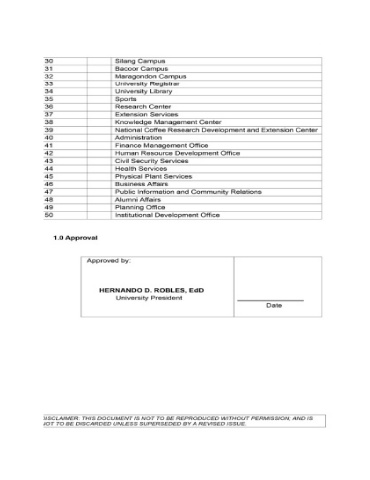 30 Silang Campus
31 Bacoor Campus
32 Maragondon Campus
33 University Registrar
34 University Library
35 Sports
36 Research Center
37 Extension Services
38 Knowledge Management Center
39 National Coffee Research Development and Extension Center
40 Administration
41 Finance Management Office
42 Human Resource Development Office
43 Civil Security Services
44 Health Services
45 Physical Plant Services
46 Business Affairs
47 Public Information and Community Relations
48 Alumni Affairs
49 Planning Office
50 Institutional Development Office
1.0 Approval
Approved by:
HERNANDO D. ROBLES, EdD
University President
Date
DISCLAIMER: THIS DOCUMENT IS NOT TO BE REPRODUCED WITHOUT PERMISSION, AND IS
NOT TO BE DISCARDED UNLESS SUPERSEDED BY A REVISED ISSUE.